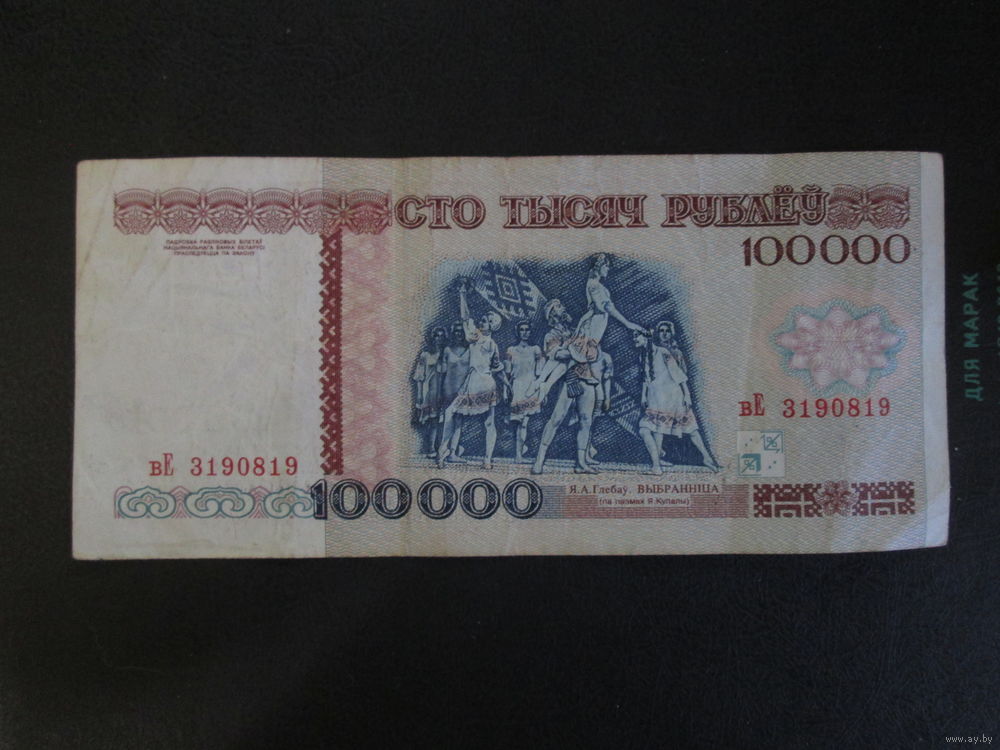 СТО ТЫСЯЧ РУБЛЁЎ
100000
ПАДРОБКА РАЗЛІКОВЫХ БІЛЕТАЎ
НАЦЫЯНАЛЬНАГА БАНКА БЕЛАРУСІ
ПРАСЛЕДУЕЦЦА ПА ЗАКОНУ
вЕ 3190819
вЕ 3190819
100000
Я.А.Глебаў. ВЫБРАННІЦА
(па паэмах Я.Купалы)
ДЛЯ МАРАК
www.ay.by